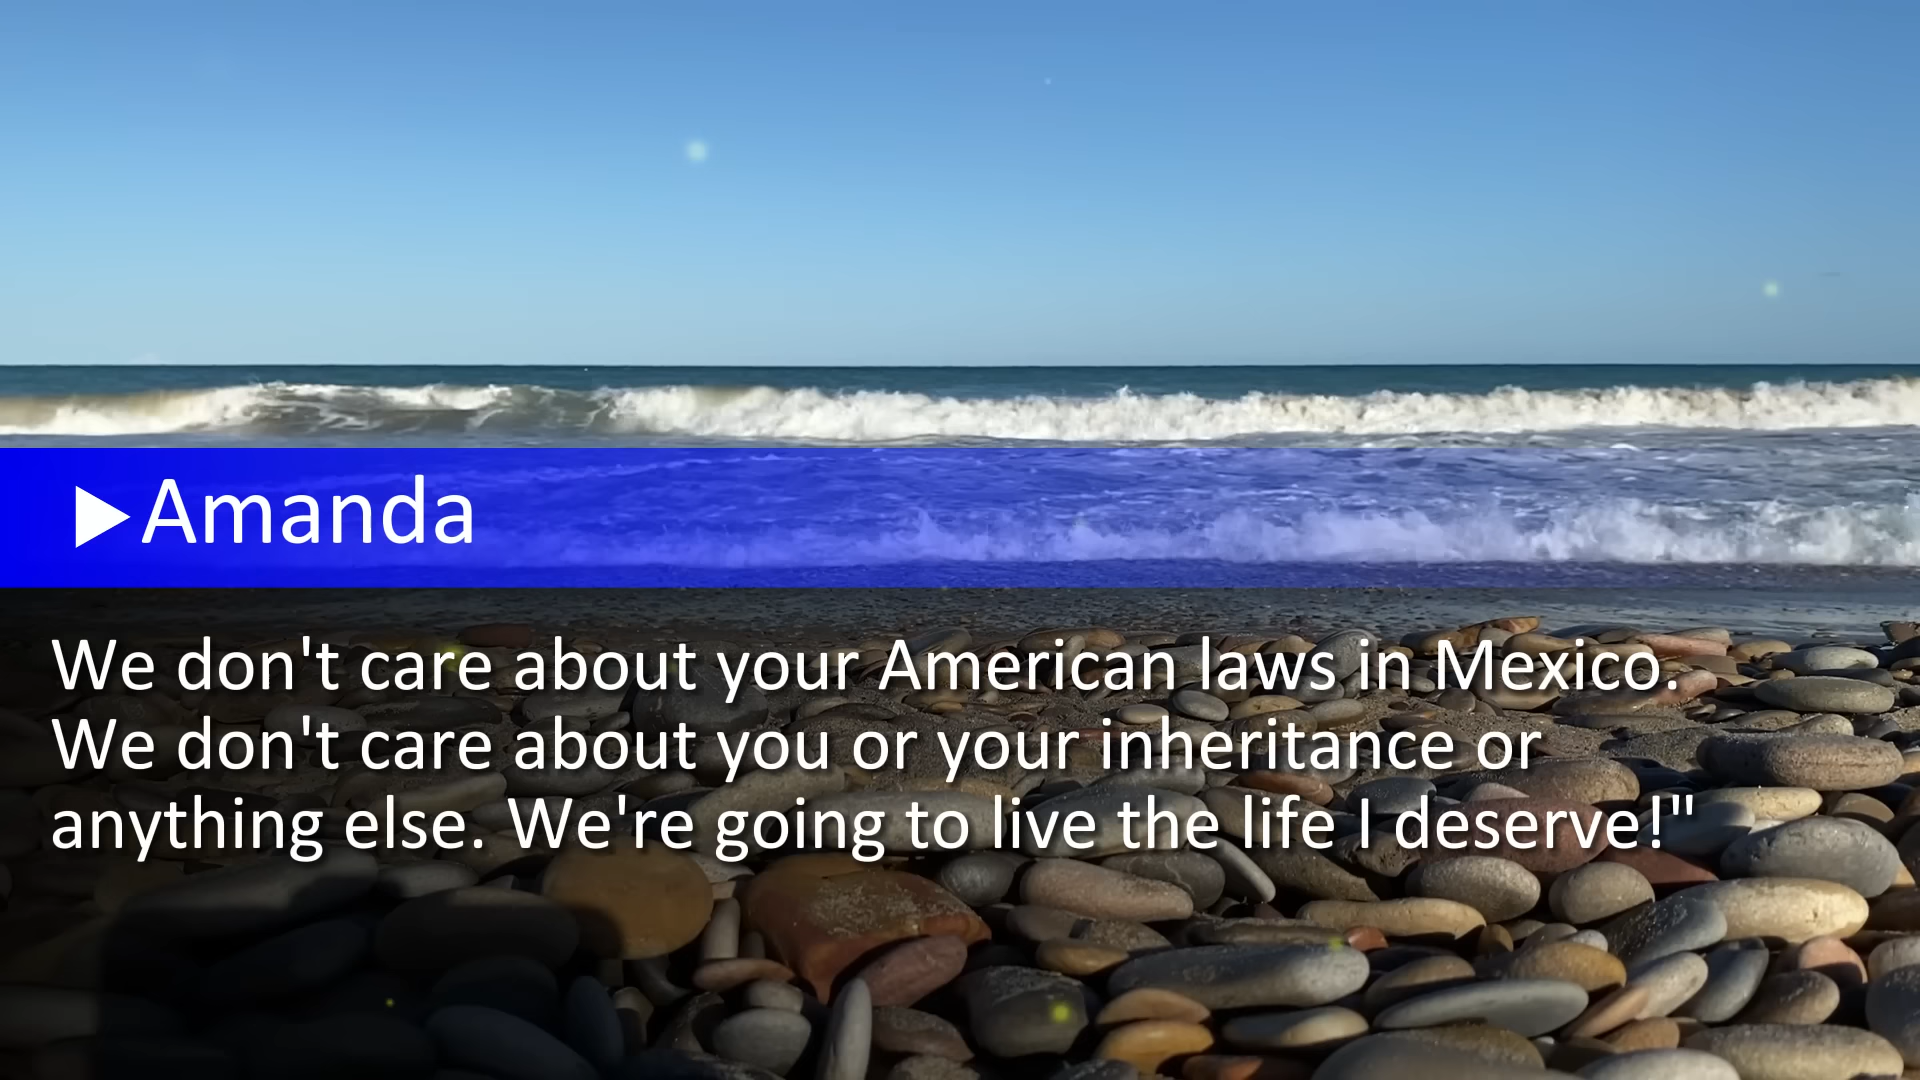 ▶Amanda
We don't care about your American laws in Mexico.
We don't care about you or your inheritance or
anything else. We're going to live the life I deserve!"